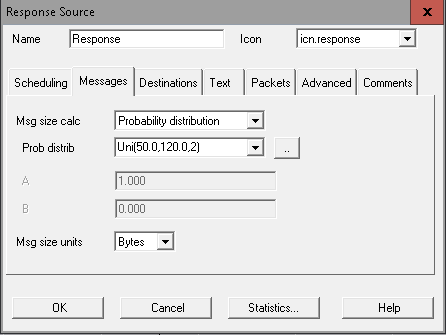 Response Source
Name Response Icon icn.response
Scheduling Messages Destinations Text Packets Advanced Comments
Msg size calc Probability distribution
Prob distrib Uni(50.0,120.0,2) ..
A 1.000
B 0.000
Msg size units Bytes
OK Cancel Statistics... Help